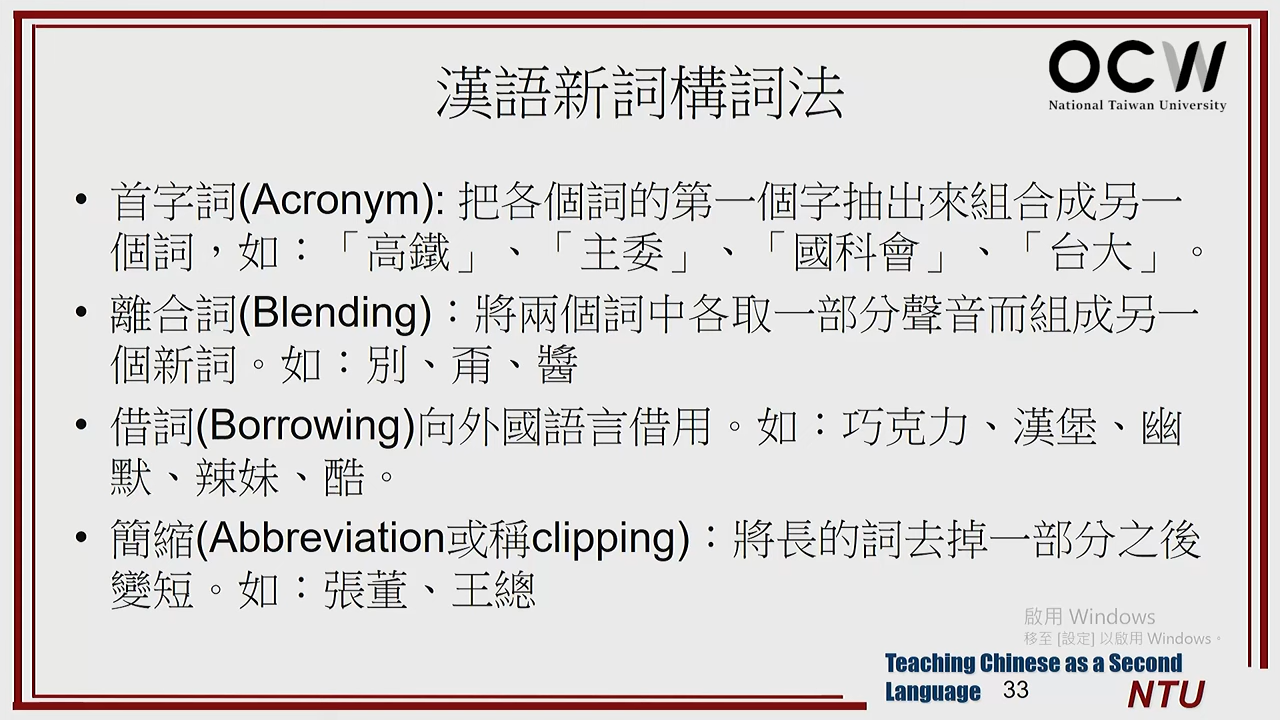 漢語新詞構詞法
OCW
National Taiwan University
• 首字詞(Acronym): 把各個詞的第一個字抽出來組合成另一
個詞，如：「高鐵」、「主委」、「國科會」、「台大」。
• 離合詞(Blending)：將兩個詞中各取一部分聲音而組成另一
個新詞。如：別、甭、醬
• 借詞(Borrowing)向外國語言借用。如：巧克力、漢堡、幽
默、辣妹、酷。
• 簡縮(Abbreviation或稱clipping)：將長的詞去掉一部分之後
變短。如：張董、王總
啟用 Windows
移至 [設定] 以啟用 Windows。
Teaching Chinese as a Second
Language 33
NTU